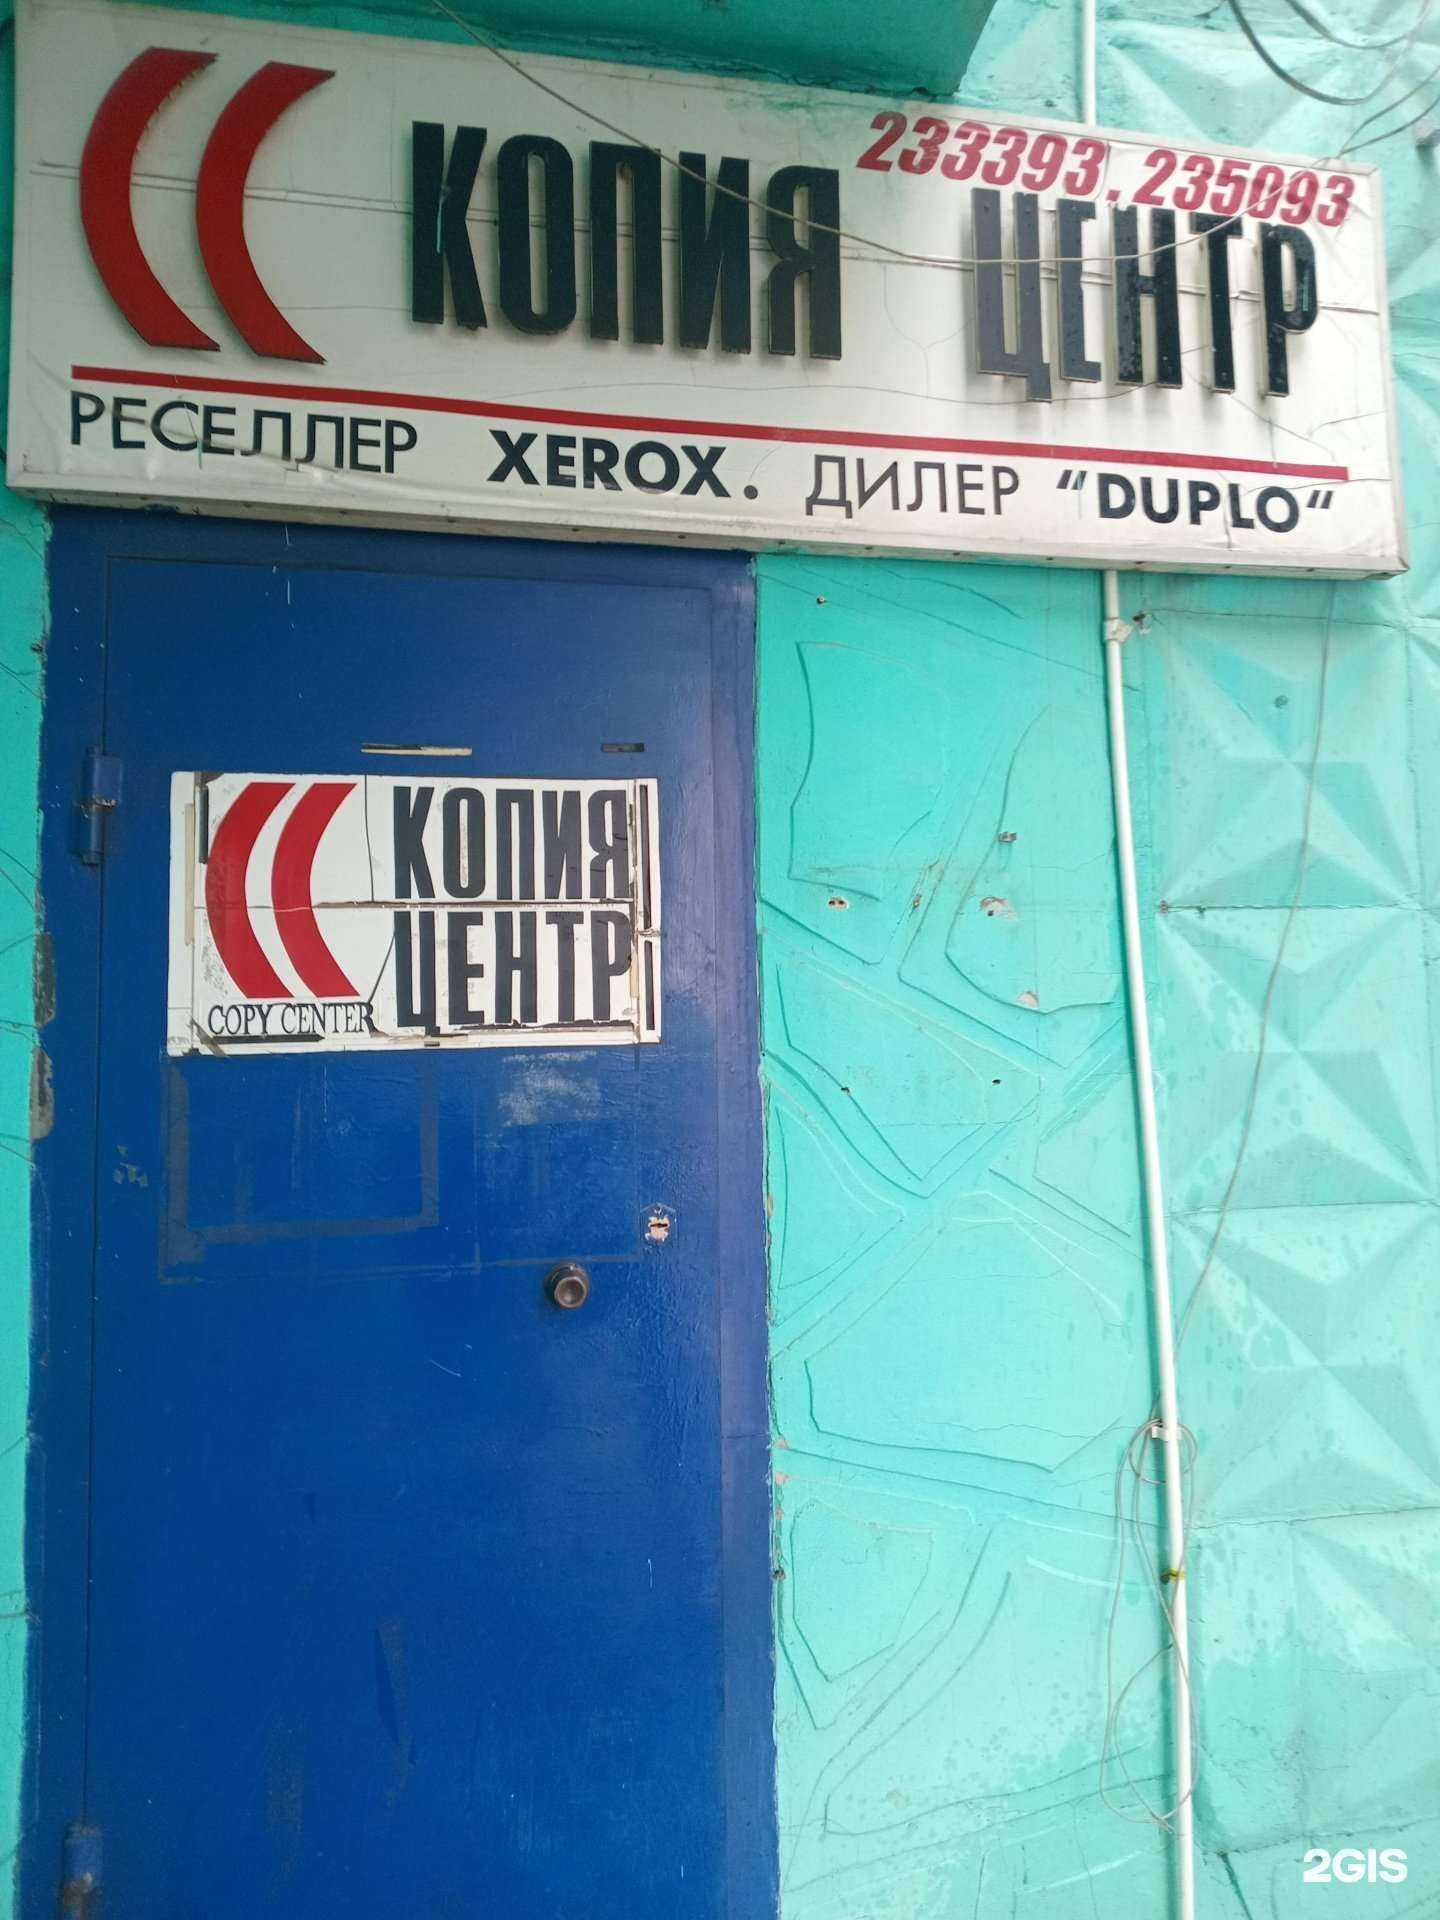 233393. 235093
КОПИЯ ЦЕНТР
РЕСЕЛЛЕР XEROX. ДИЛЕР "DUPLO"
КОПИЯ
ЦЕНТР
COPY CENTER
2GIS